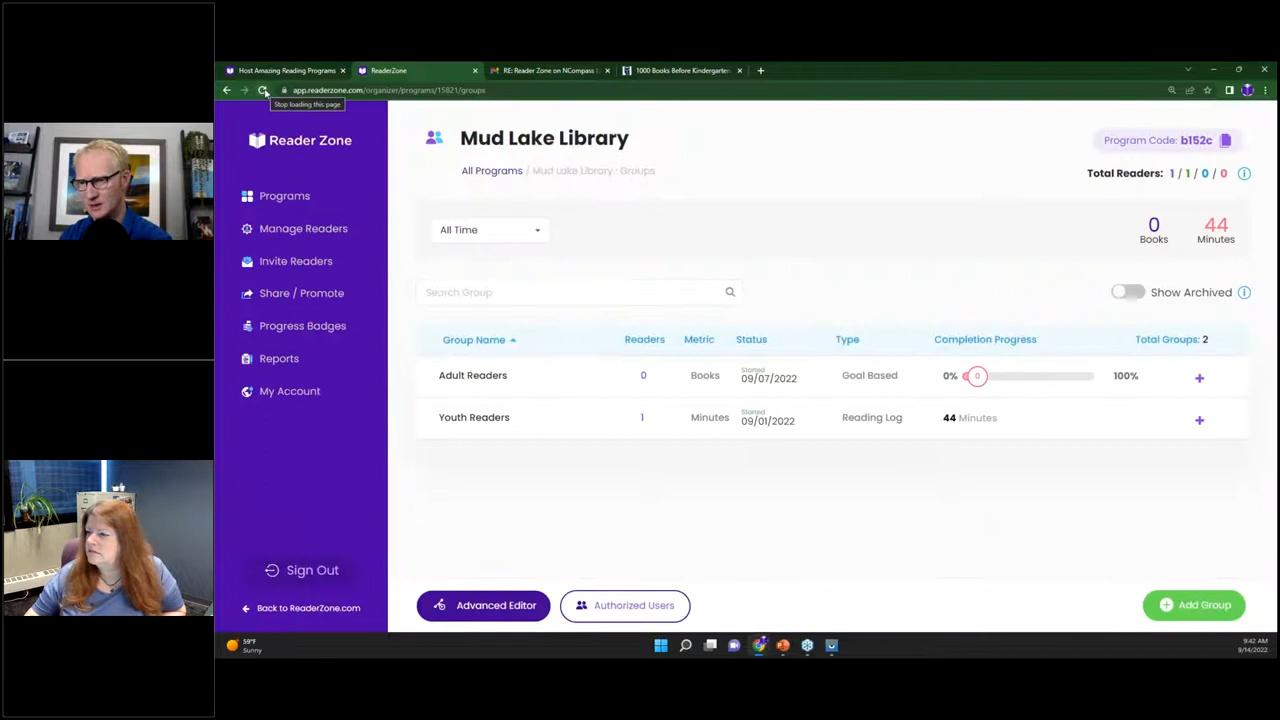 Host Amazing Reading Programs
ReaderZone
RE: Reader Zone on NCompass
1000 Books Before Kindergarten
app.readerzone.com/organizer/programs/15821/groups
Stop loading this page
Reader Zone
Programs
Manage Readers
Invite Readers
Share / Promote
Progress Badges
Reports
My Account
Sign Out
Back to ReaderZone.com
Mud Lake Library
Program Code: b152c
All Programs / Mud Lake Library - Groups
Total Readers: 1 / 1 / 0 / 0
All Time
0 Books
44 Minutes
Search Group
Show Archived
Group Name Readers Metric Status Type Completion Progress Total Groups: 2
Adult Readers 0 Books Started 09/07/2022 Goal Based 0% 0 100% +
Youth Readers 1 Minutes Started 09/01/2022 Reading Log 44 Minutes +
Advanced Editor
Authorized Users
Add Group
59°F
Sunny
9:42 AM
9/14/2022